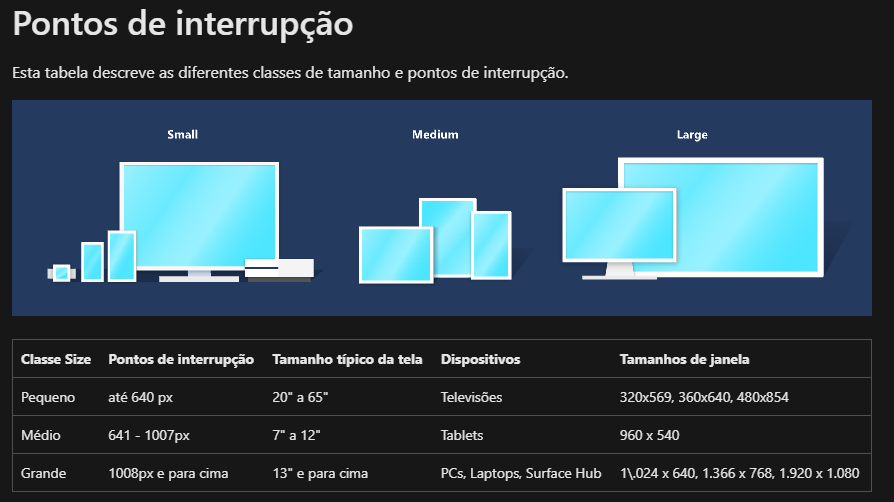 Pontos de interrupção
Esta tabela descreve as diferentes classes de tamanho e pontos de interrupção.
Small Medium Large
Classe Size Pontos de interrupção Tamanho típico da tela Dispositivos Tamanhos de janela
Pequeno até 640 px 20" a 65" Televisões 320x569, 360x640, 480x854
Médio 641 - 1007px 7" a 12" Tablets 960 x 540
Grande 1008px e para cima 13" e para cima PCs, Laptops, Surface Hub 1\.024 x 640, 1.366 x 768, 1.920 x 1.080